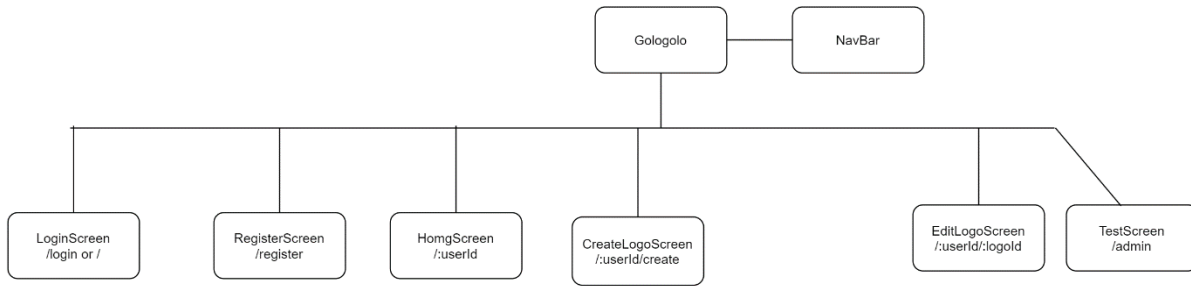 Gologolo
NavBar
LoginScreen
/login or /
RegisterScreen
/register
HomgScreen
/:userId
CreateLogoScreen
/:userId/create
EditLogoScreen
/:userId/:logoId
TestScreen
/admin